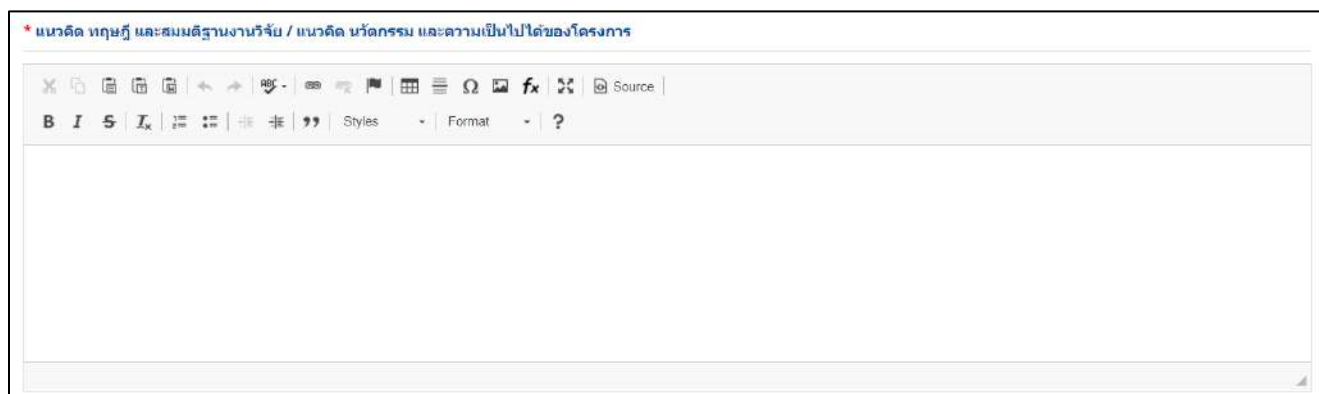 * แนวคิด ทฤษฎี และสมมติฐานงานวิจัย / แนวคิด นวัตกรรม และความเป็นไปได้ของโครงการ
ABC Ω fx Source
B I S Ix Styles Format ?